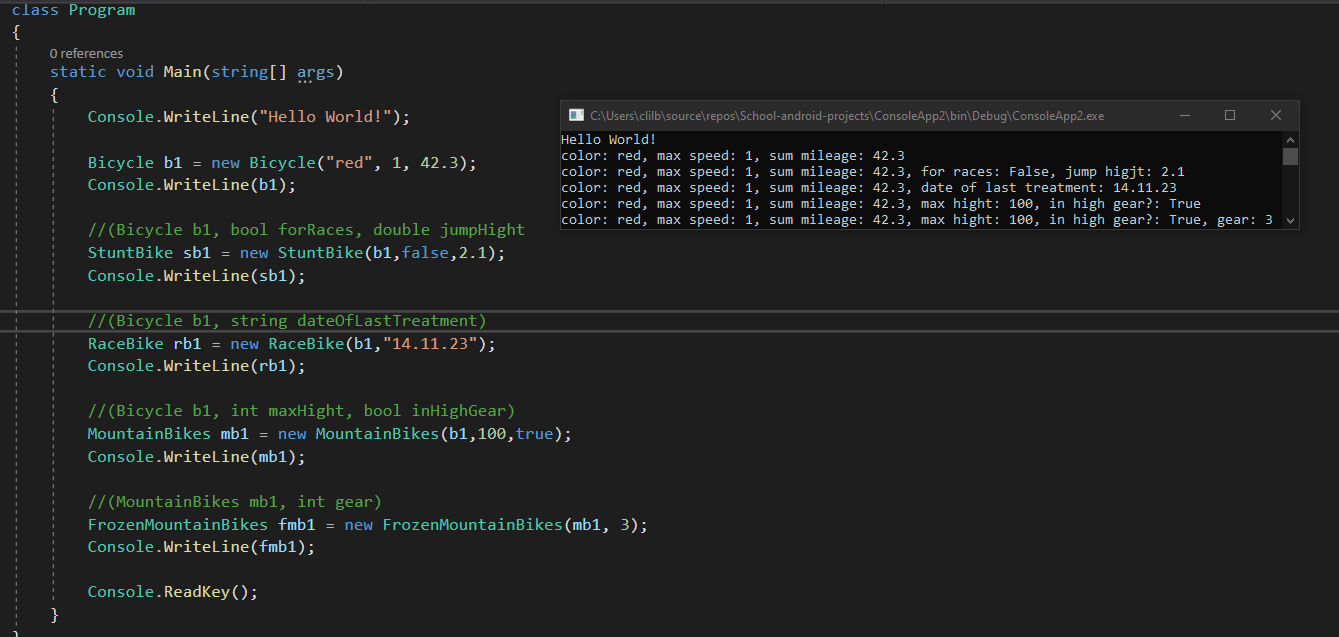 class Program
{
0 references
static void Main(string[] args)
{
Console.WriteLine("Hello World!");
Bicycle b1 = new Bicycle("red", 1, 42.3);
Console.WriteLine(b1);
//(Bicycle b1, bool forRaces, double jumpHight
StuntBike sb1 = new StuntBike(b1,false,2.1);
Console.WriteLine(sb1);
//(Bicycle b1, string dateOfLastTreatment)
RaceBike rb1 = new RaceBike(b1,"14.11.23");
Console.WriteLine(rb1);
//(Bicycle b1, int maxHight, bool inHighGear)
MountainBikes mb1 = new MountainBikes(b1,100,true);
Console.WriteLine(mb1);
//(MountainBikes mb1, int gear)
FrozenMountainBikes fmb1 = new FrozenMountainBikes(mb1, 3);
Console.WriteLine(fmb1);
Console.ReadKey();
}
}
C:\Users\clilb\source\repos\School-android-projects\ConsoleApp2\bin\Debug\ConsoleApp2.exe
Hello World!
color: red, max speed: 1, sum mileage: 42.3
color: red, max speed: 1, sum mileage: 42.3, for races: False, jump higjt: 2.1
color: red, max speed: 1, sum mileage: 42.3, date of last treatment: 14.11.23
color: red, max speed: 1, sum mileage: 42.3, max hight: 100, in high gear?: True
color: red, max speed: 1, sum mileage: 42.3, max hight: 100, in high gear?: True, gear: 3